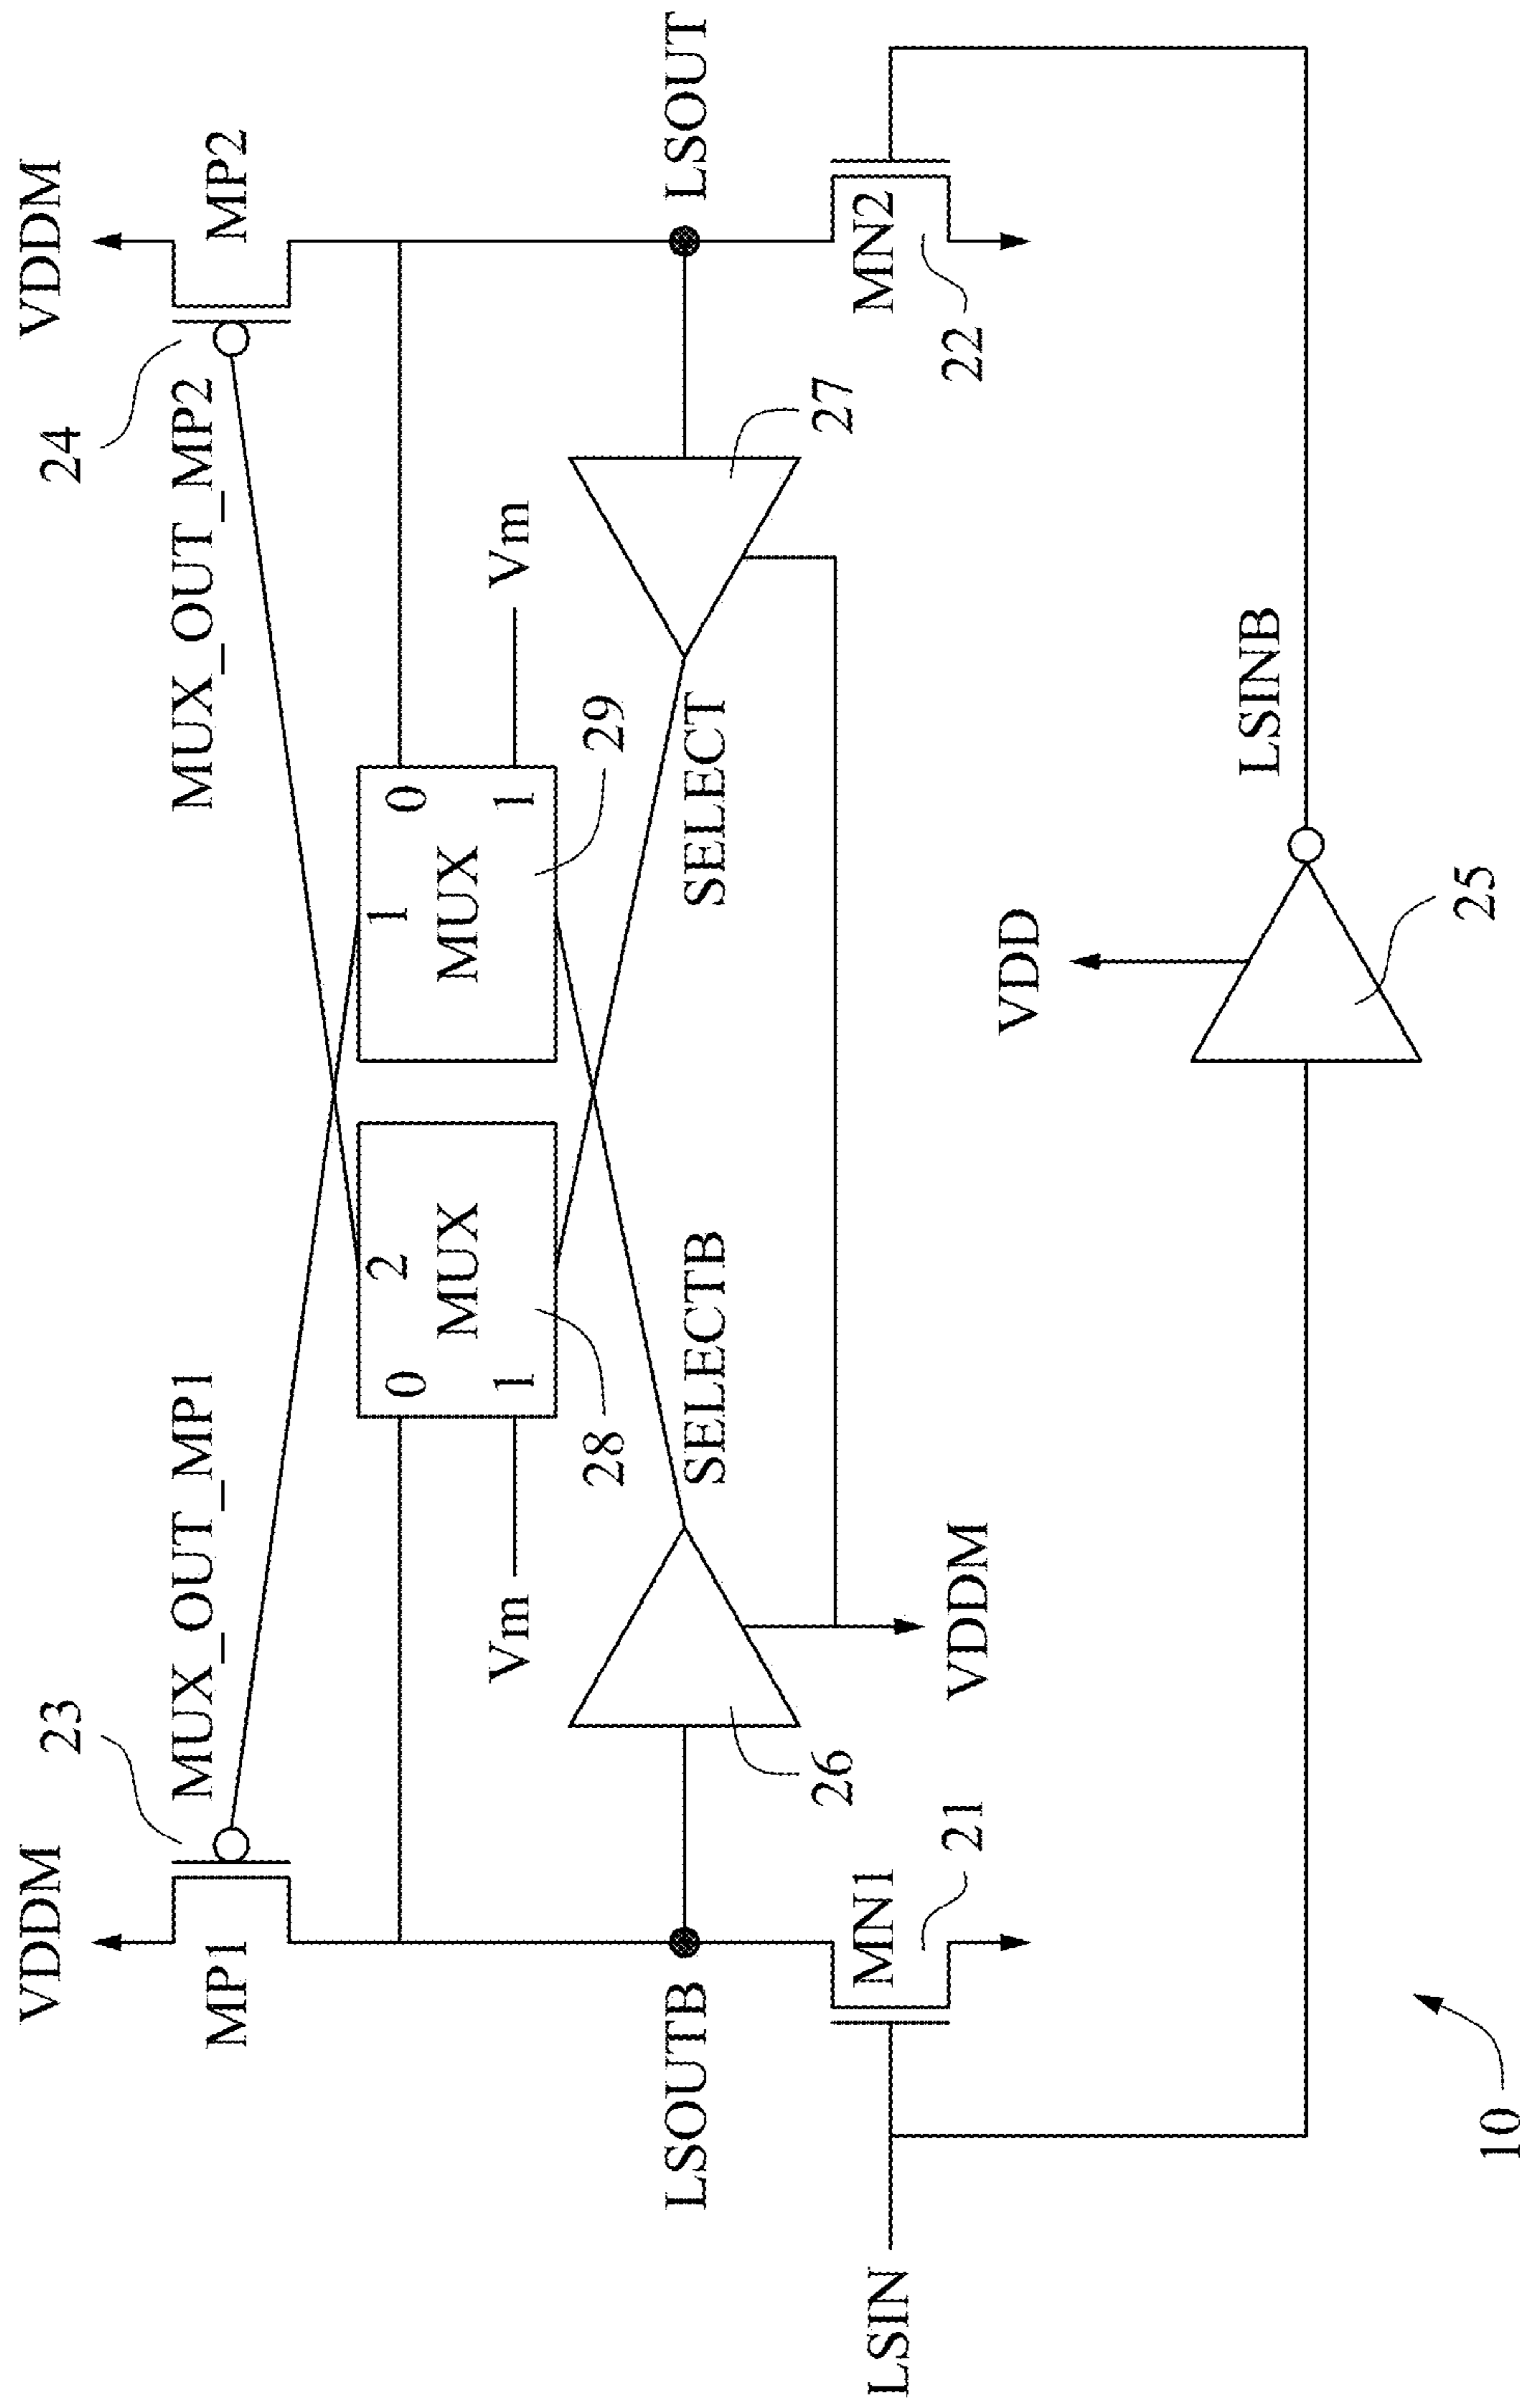 VDDM
VDDM
23
24
MP1
MUX_OUT_MP1
MUX_OUT_MP2
MP2
0
2
1
0
MUX
MUX
Vm
1
1
Vm
28
29
LSOUTB
SELECTB
SELECT
LSOUT
26
27
LSIN
MN1
MN2
21
VDDM
22
VDD
LSINB
25
10